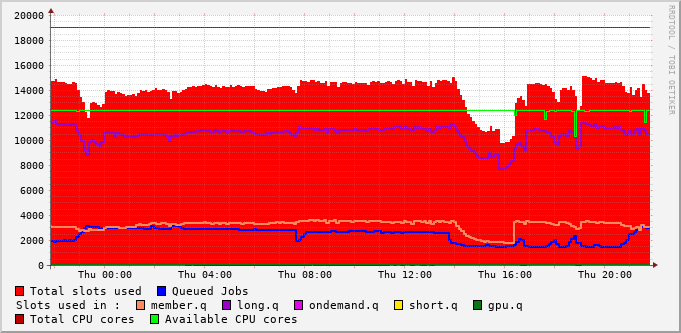 RRDTOOL / TOBI OETIKER
20000
18000
16000
14000
12000
10000
8000
6000
4000
2000
0
Thu 00:00 Thu 04:00 Thu 08:00 Thu 12:00 Thu 16:00 Thu 20:00
Total slots used Queued Jobs
Slots used in : member.q long.q ondemand.q short.q gpu.q
Total CPU cores Available CPU cores